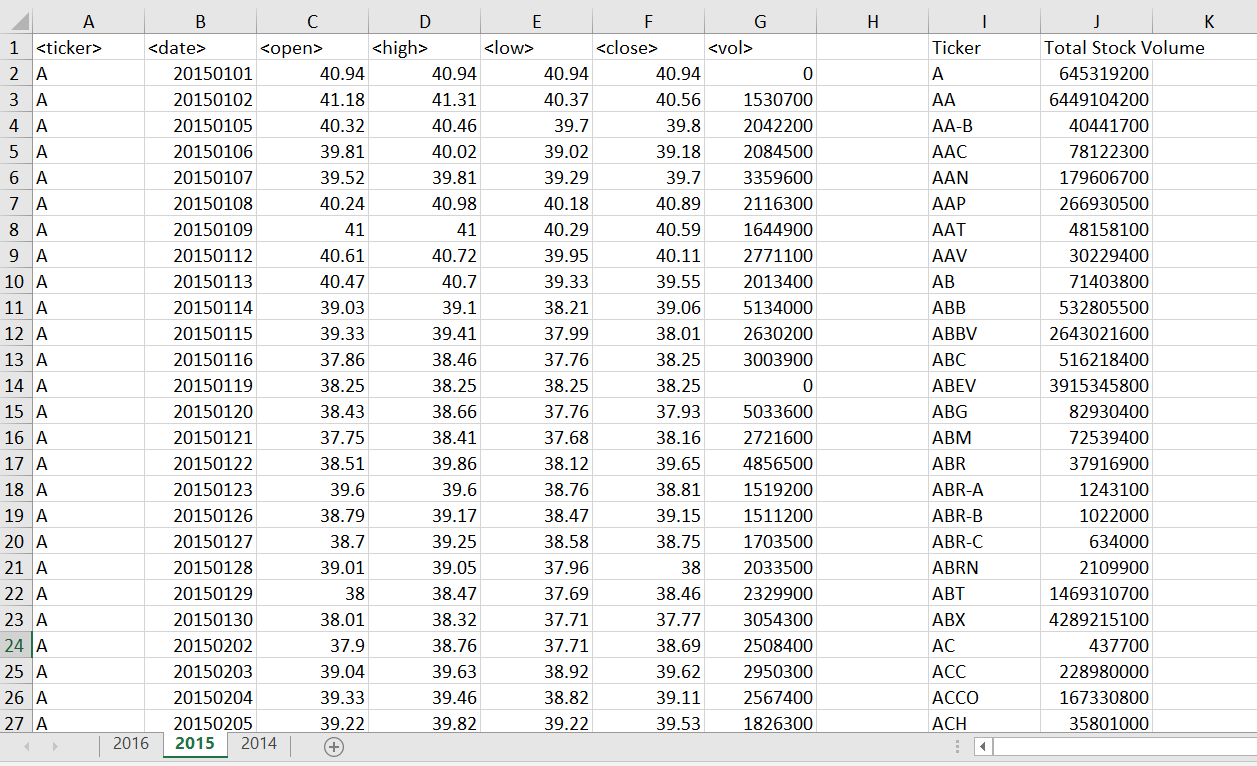 A B C D E F G H I J K
1 <ticker> <date> <open> <high> <low> <close> <vol> Ticker Total Stock Volume
2 A 20150101 40.94 40.94 40.94 40.94 0 A 645319200
3 A 20150102 41.18 41.31 40.37 40.56 1530700 AA 6449104200
4 A 20150105 40.32 40.46 39.7 39.8 2042200 AA-B 40441700
5 A 20150106 39.81 40.02 39.02 39.18 2084500 AAC 78122300
6 A 20150107 39.52 39.81 39.29 39.7 3359600 AAN 179606700
7 A 20150108 40.24 40.98 40.18 40.89 2116300 AAP 266930500
8 A 20150109 41 41 40.29 40.59 1644900 AAT 48158100
9 A 20150112 40.61 40.72 39.95 40.11 2771100 AAV 30229400
10 A 20150113 40.47 40.7 39.33 39.55 2013400 AB 71403800
11 A 20150114 39.03 39.1 38.21 39.06 5134000 ABB 532805500
12 A 20150115 39.33 39.41 37.99 38.01 2630200 ABBV 2643021600
13 A 20150116 37.86 38.46 37.76 38.25 3003900 ABC 516218400
14 A 20150119 38.25 38.25 38.25 38.25 0 ABEV 3915345800
15 A 20150120 38.43 38.66 37.76 37.93 5033600 ABG 82930400
16 A 20150121 37.75 38.41 37.68 38.16 2721600 ABM 72539400
17 A 20150122 38.51 39.86 38.12 39.65 4856500 ABR 37916900
18 A 20150123 39.6 39.6 38.76 38.81 1519200 ABR-A 1243100
19 A 20150126 38.79 39.17 38.47 39.15 1511200 ABR-B 1022000
20 A 20150127 38.7 39.25 38.58 38.75 1703500 ABR-C 634000
21 A 20150128 39.01 39.05 37.96 38 2033500 ABRN 2109900
22 A 20150129 38 38.47 37.69 38.46 2329900 ABT 1469310700
23 A 20150130 38.01 38.32 37.71 37.77 3054300 ABX 4289215100
24 A 20150202 37.9 38.76 37.71 38.69 2508400 AC 437700
25 A 20150203 39.04 39.63 38.92 39.62 2950300 ACC 228980000
26 A 20150204 39.33 39.46 38.82 39.11 2567400 ACCO 167330800
27 A 20150205 39.22 39.82 39.22 39.53 1826300 ACH 35801000
2016 2015 2014